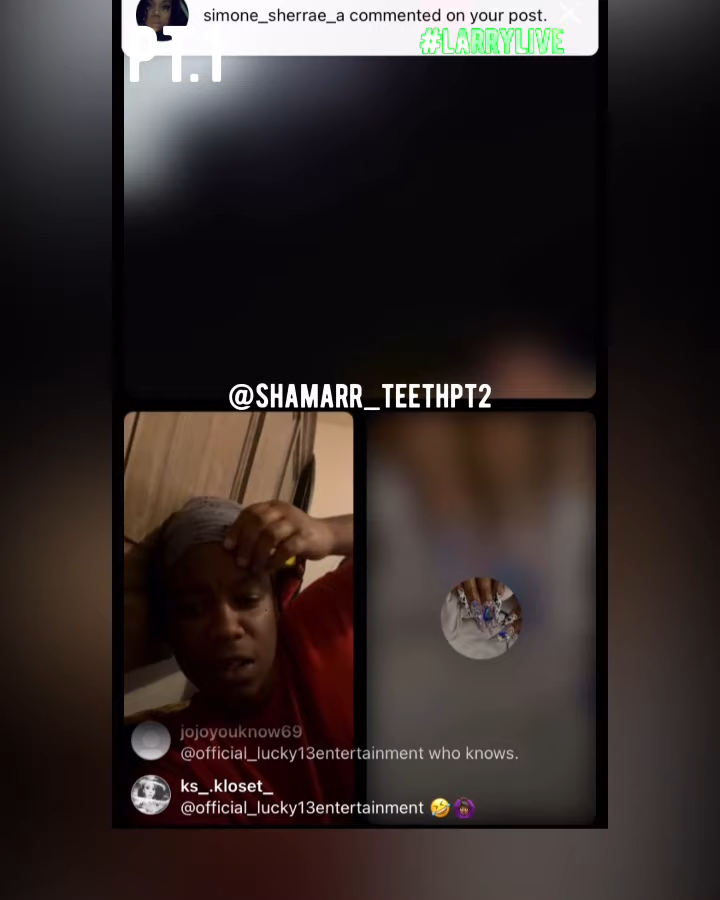 simone_sherrae_a commented on your post.
PT.1
#LARRYLIVE
@SHAMARR_TEETHPT2
jojoyouknow69
@official_lucky13entertainment who knows.
ks_.kloset_
@official_lucky13entertainment 🤣🙆🏾‍♀️